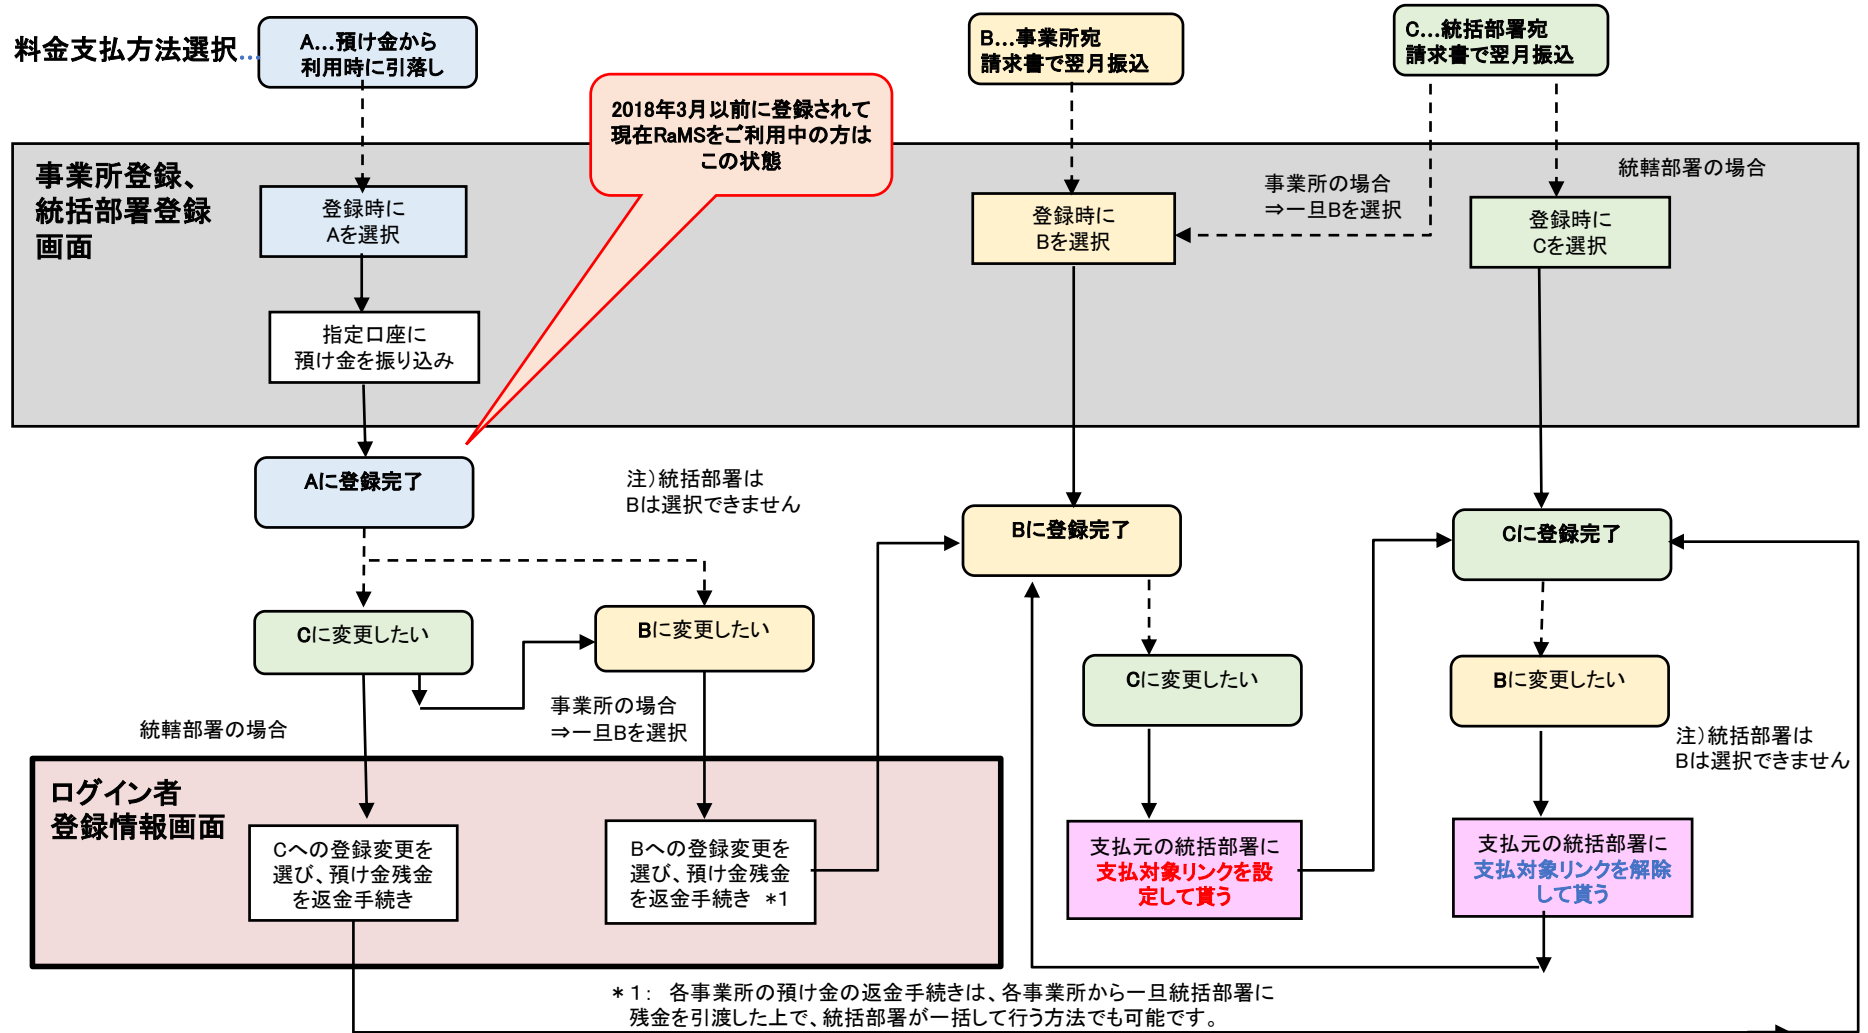 料金支払方法選択…
A…預け金から
利用時に引落し
B…事業所宛
請求書で翌月振込
C…統括部署宛
請求書で翌月振込
2018年3月以前に登録されて
現在RaMSをご利用中の方は
この状態
事業所登録、
統括部署登録
画面
登録時に
Aを選択
登録時に
Bを選択
事業所の場合
⇒一旦Bを選択
統轄部署の場合
登録時に
Cを選択
指定口座に
預け金を振り込み
Aに登録完了
注）統括部署は
Bは選択できません
Bに登録完了
Cに登録完了
Cに変更したい
Bに変更したい
Cに変更したい
Bに変更したい
統轄部署の場合
事業所の場合
⇒一旦Bを選択
注）統括部署は
Bは選択できません
ログイン者
登録情報画面
Cへの登録変更を
選び、預け金残金
を返金手続き
Bへの登録変更を
選び、預け金残金
を返金手続き *1
支払元の統括部署に
支払対象リンクを設
定して貰う
支払元の統括部署に
支払対象リンクを解除
して貰う
*1： 各事業所の預け金の返金手続きは、各事業所から一旦統括部署に
残金を引渡した上で、統括部署が一括して行う方法でも可能です。